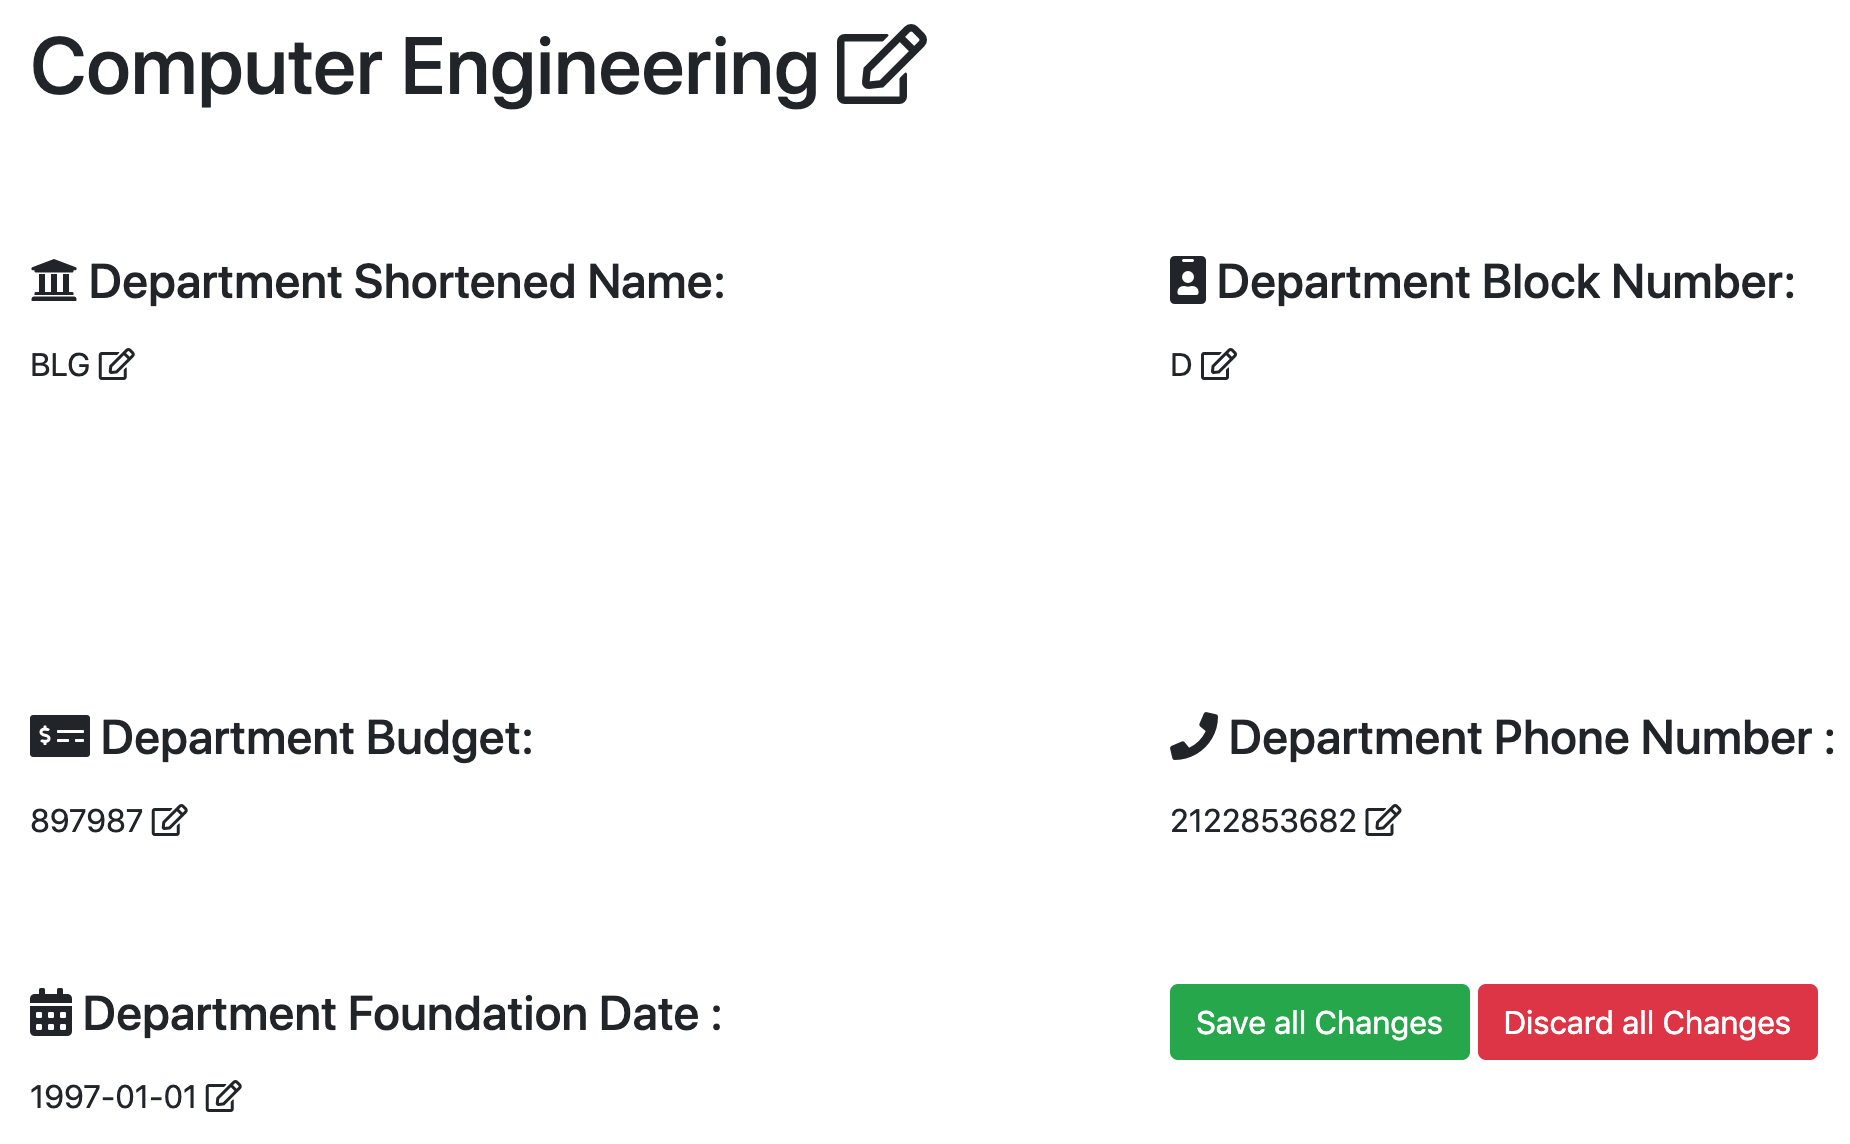 Computer Engineering
Department Shortened Name:
BLG
Department Block Number:
D
Department Budget:
897987
Department Phone Number :
2122853682
Department Foundation Date :
1997-01-01
Save all Changes
Discard all Changes